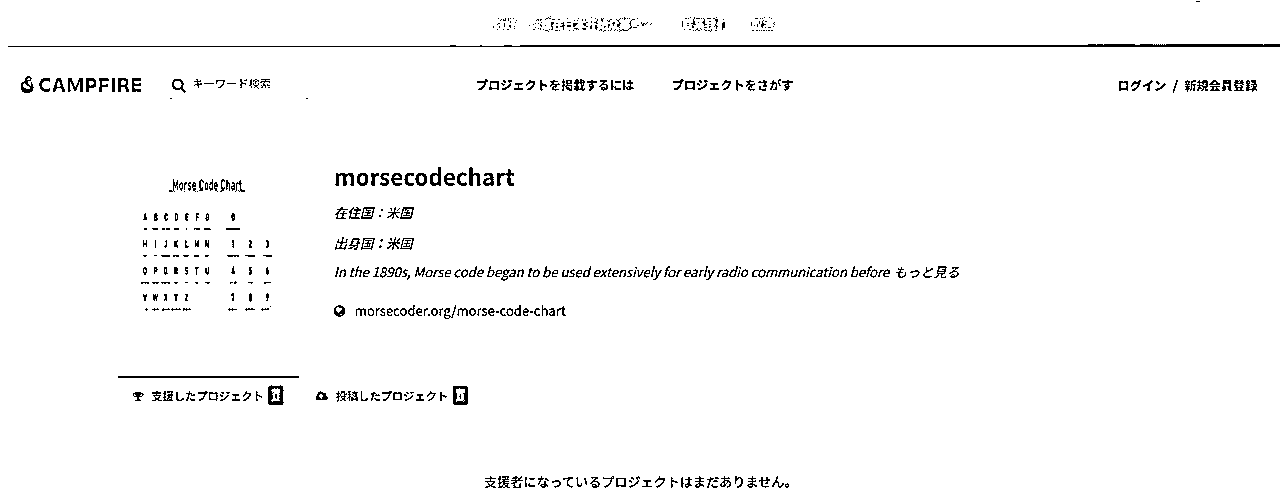 CAMPFIRE キーワード検索 プロジェクトを掲載するには プロジェクトをさがす ログイン / 新規会員登録
Morse Code Chart
A B C D E F G 0
H I J K L M N 1 2 3
O P Q R S T U 4 5 6
V W X Y Z 7 8 9
morsecodechart
在住国：米国
出身国：米国
In the 1890s, Morse code began to be used extensively for early radio communication before もっと見る
morsecoder.org/morse-code-chart
支援したプロジェクト 投稿したプロジェクト
支援者になっているプロジェクトはまだありません。